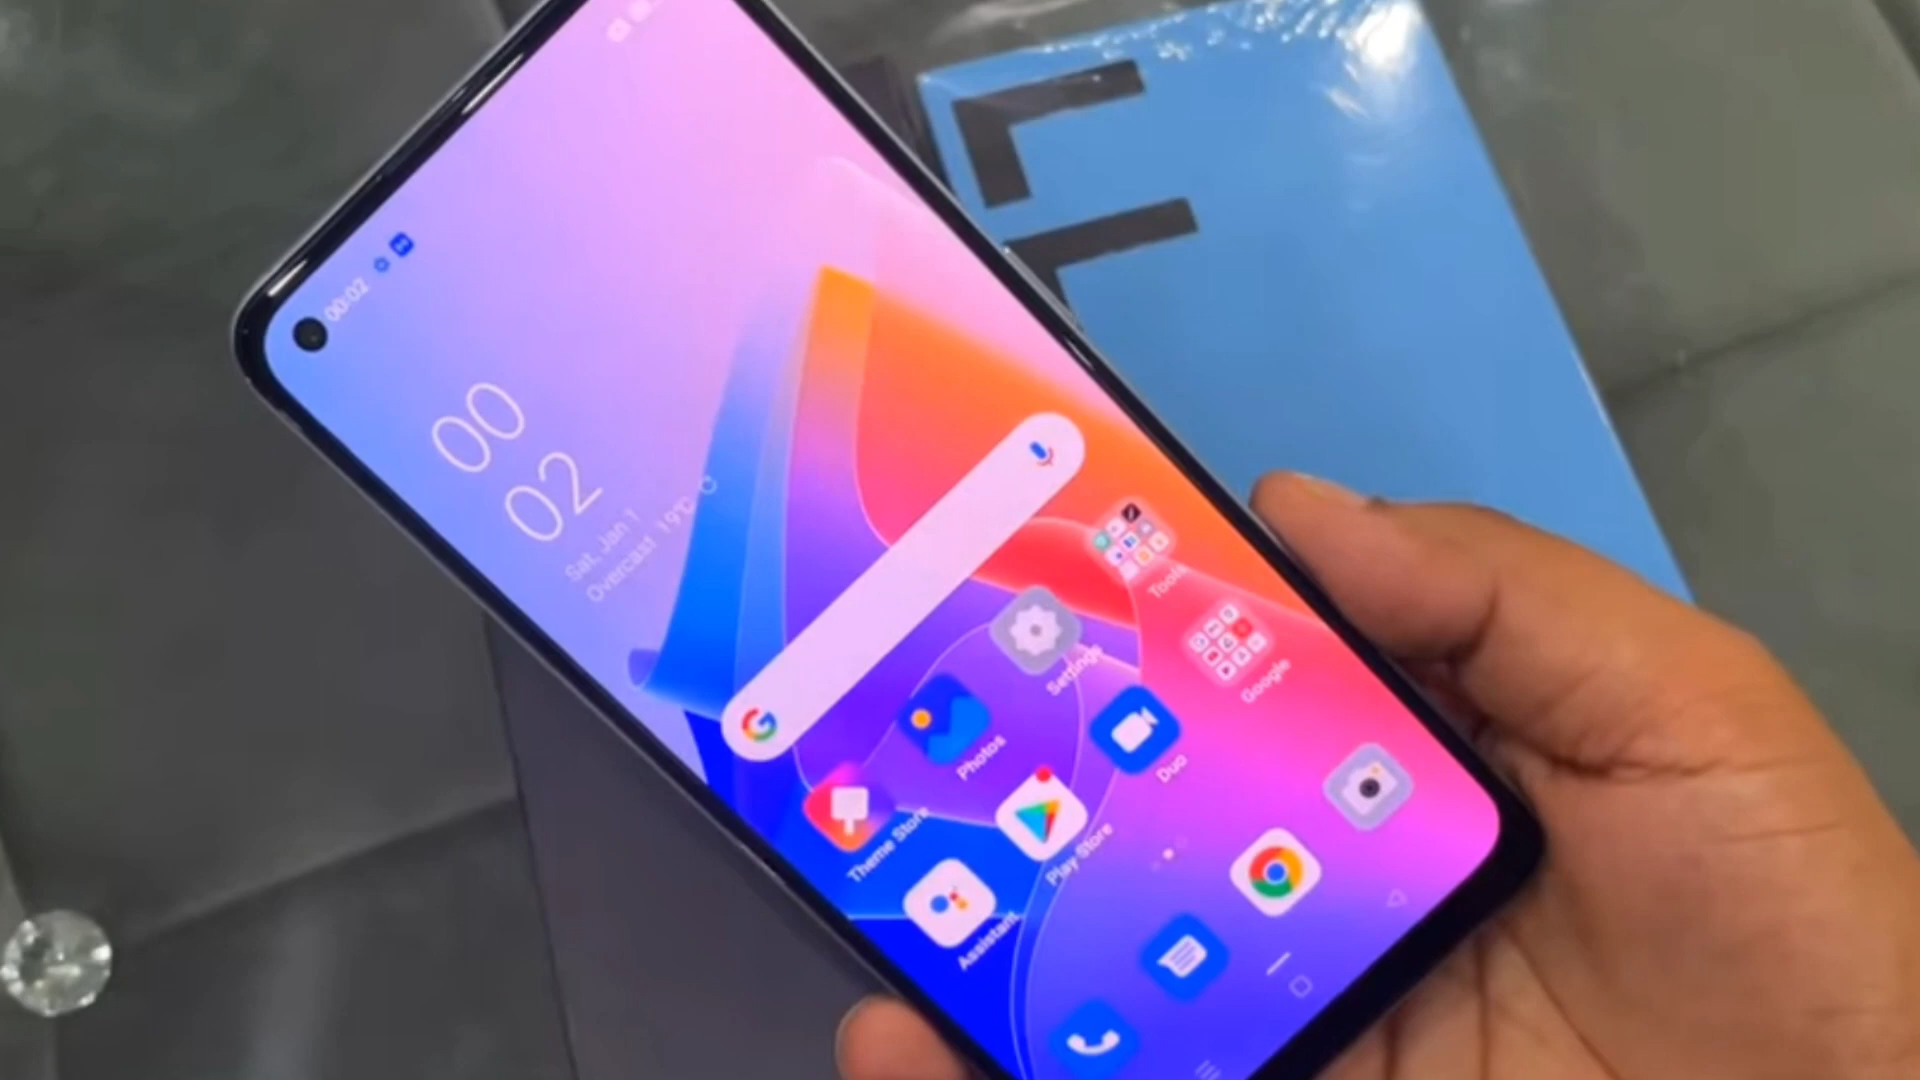 00:02
00
02
Sat, Jan 1
Overcast 19°C
G
Tools
Google
Settings
Duo
Photos
Play Store
Theme Store
Assistant
F